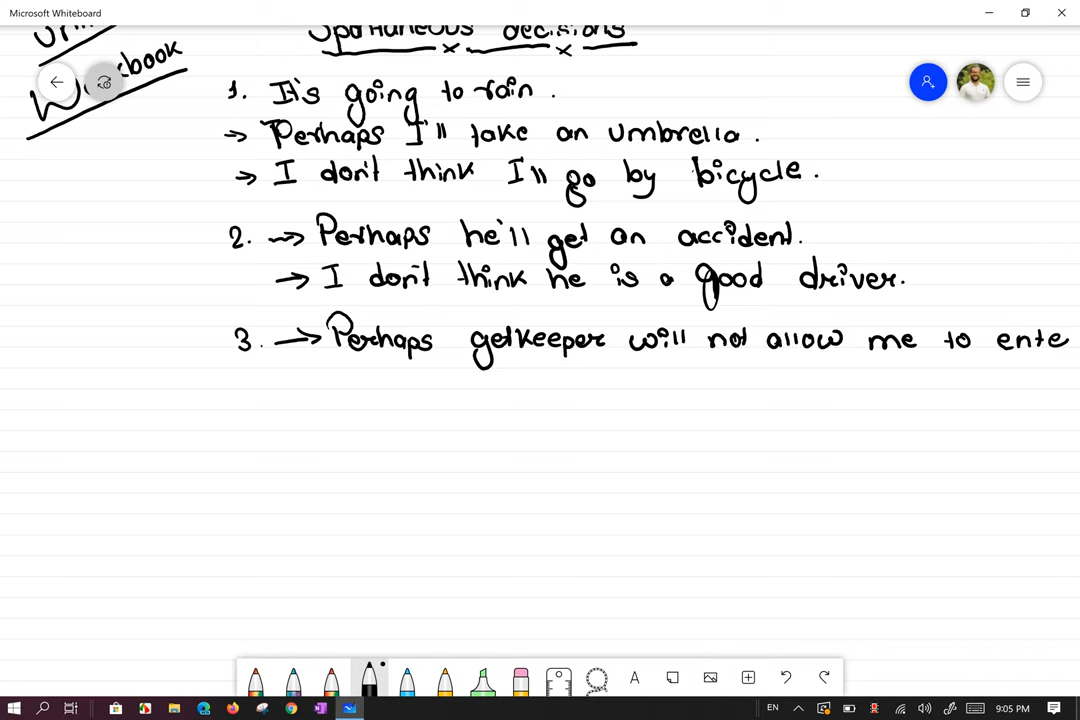 Microsoft Whiteboard
Spontaneous decisions
Workbook
1. It's going to rain.
→ Perhaps I'll take an umbrella.
→ I don't think I'll go by bicycle.
2. → Perhaps he'll get an accident.
→ I don't think he is a good driver.
3. → Perhaps getkeeper will not allow me to ente
EN
9:05 PM